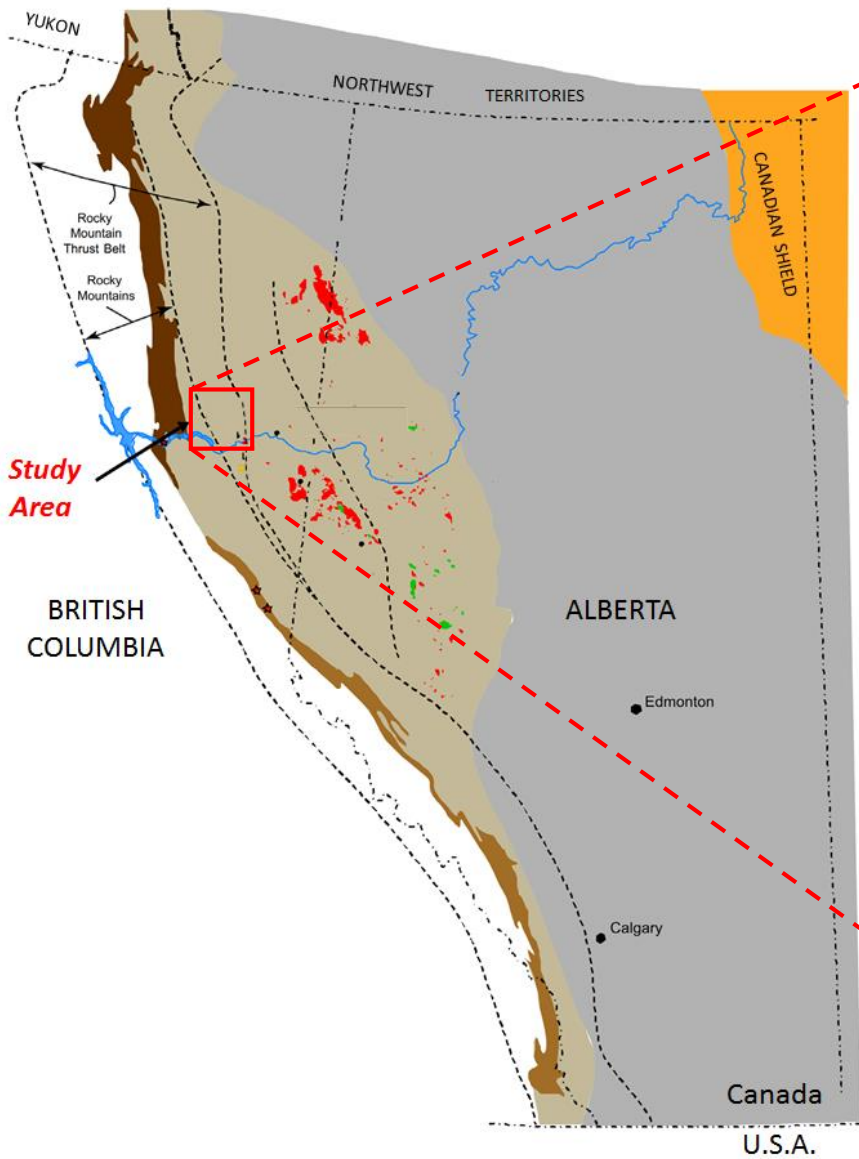 YUKON
NORTHWEST TERRITORIES
CANADIAN SHIELD
Rocky
Mountain
Thrust Belt
Rocky
Mountains
Study
Area
BRITISH
COLUMBIA
ALBERTA
Edmonton
Calgary
Canada
U.S.A.